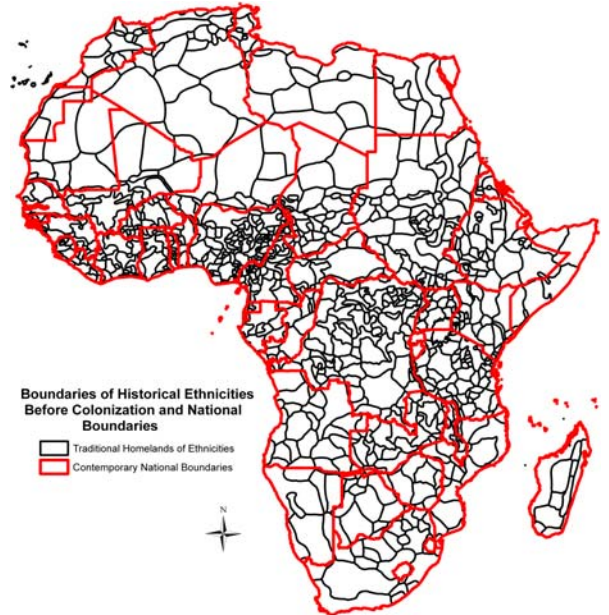 Boundaries of Historical Ethnicities
Before Colonization and National
Boundaries
Traditional Homelands of Ethnicities
Contemporary National Boundaries
N